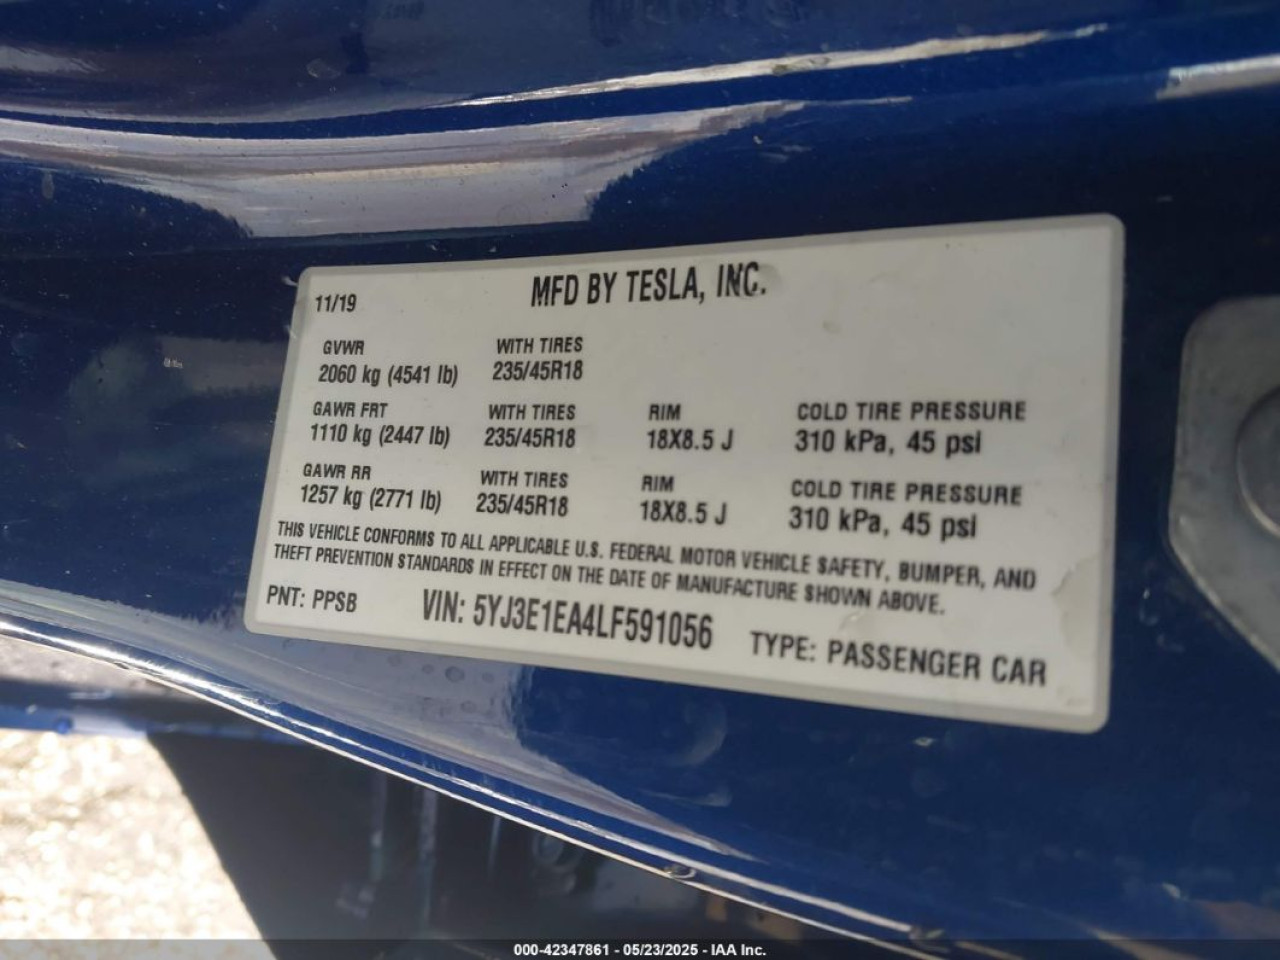 11/19
MFD BY TESLA, INC.
GVWR WITH TIRES
2060 kg (4541 lb) 235/45R18
GAWR FRT WITH TIRES RIM COLD TIRE PRESSURE
1110 kg (2447 lb) 235/45R18 18X8.5 J 310 kPa, 45 psi
GAWR RR WITH TIRES RIM COLD TIRE PRESSURE
1257 kg (2771 lb) 235/45R18 18X8.5 J 310 kPa, 45 psi
THIS VEHICLE CONFORMS TO ALL APPLICABLE U.S. FEDERAL MOTOR VEHICLE SAFETY, BUMPER, AND
THEFT PREVENTION STANDARDS IN EFFECT ON THE DATE OF MANUFACTURE SHOWN ABOVE.
PNT: PPSB VIN: 5YJ3E1EA4LF591056 TYPE: PASSENGER CAR
000-42347861 - 05/23/2025 - IAA Inc.